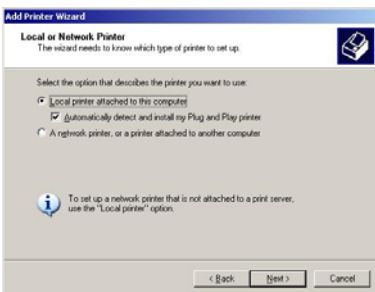 Add Printer Wizard
Local or Network Printer
The wizard needs to know which type of printer to set up.
Select the option that describes the printer you want to use:
Local printer attached to this computer
Automatically detect and install my Plug and Play printer
A network printer, or a printer attached to another computer
To set up a network printer that is not attached to a print server,
use the "Local printer" option.
< Back
Next >
Cancel